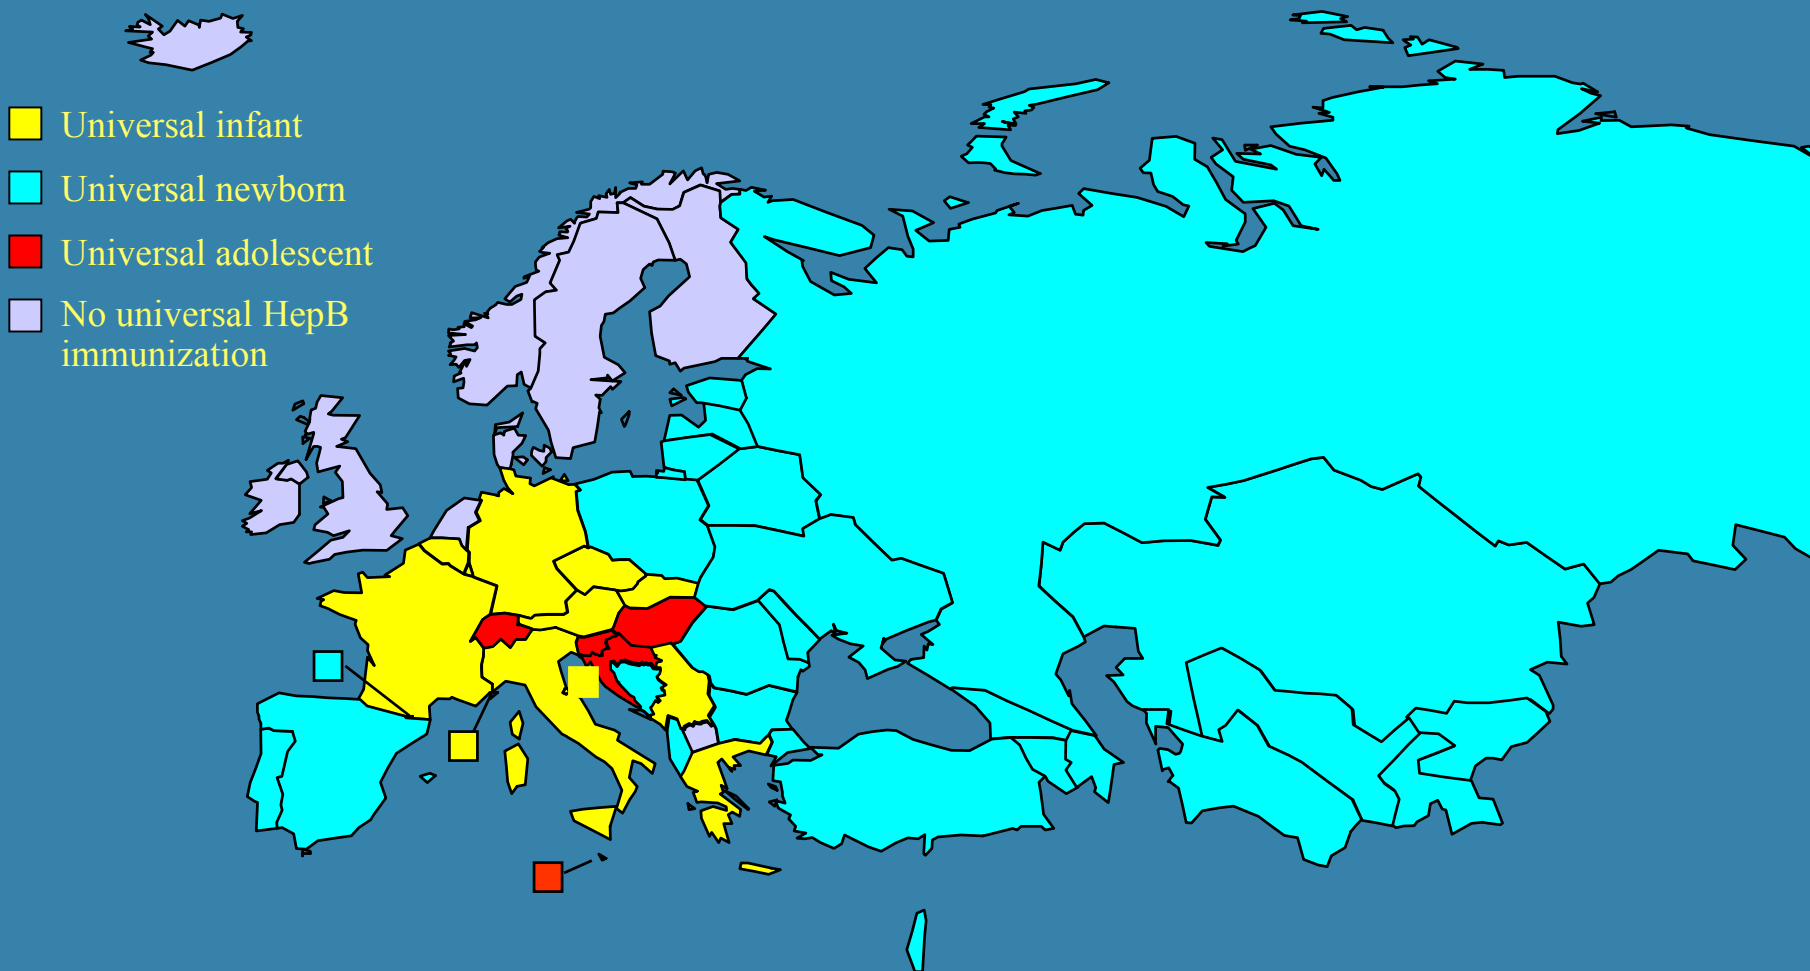 Universal infant
Universal newborn
Universal adolescent
No universal HepB
immunization